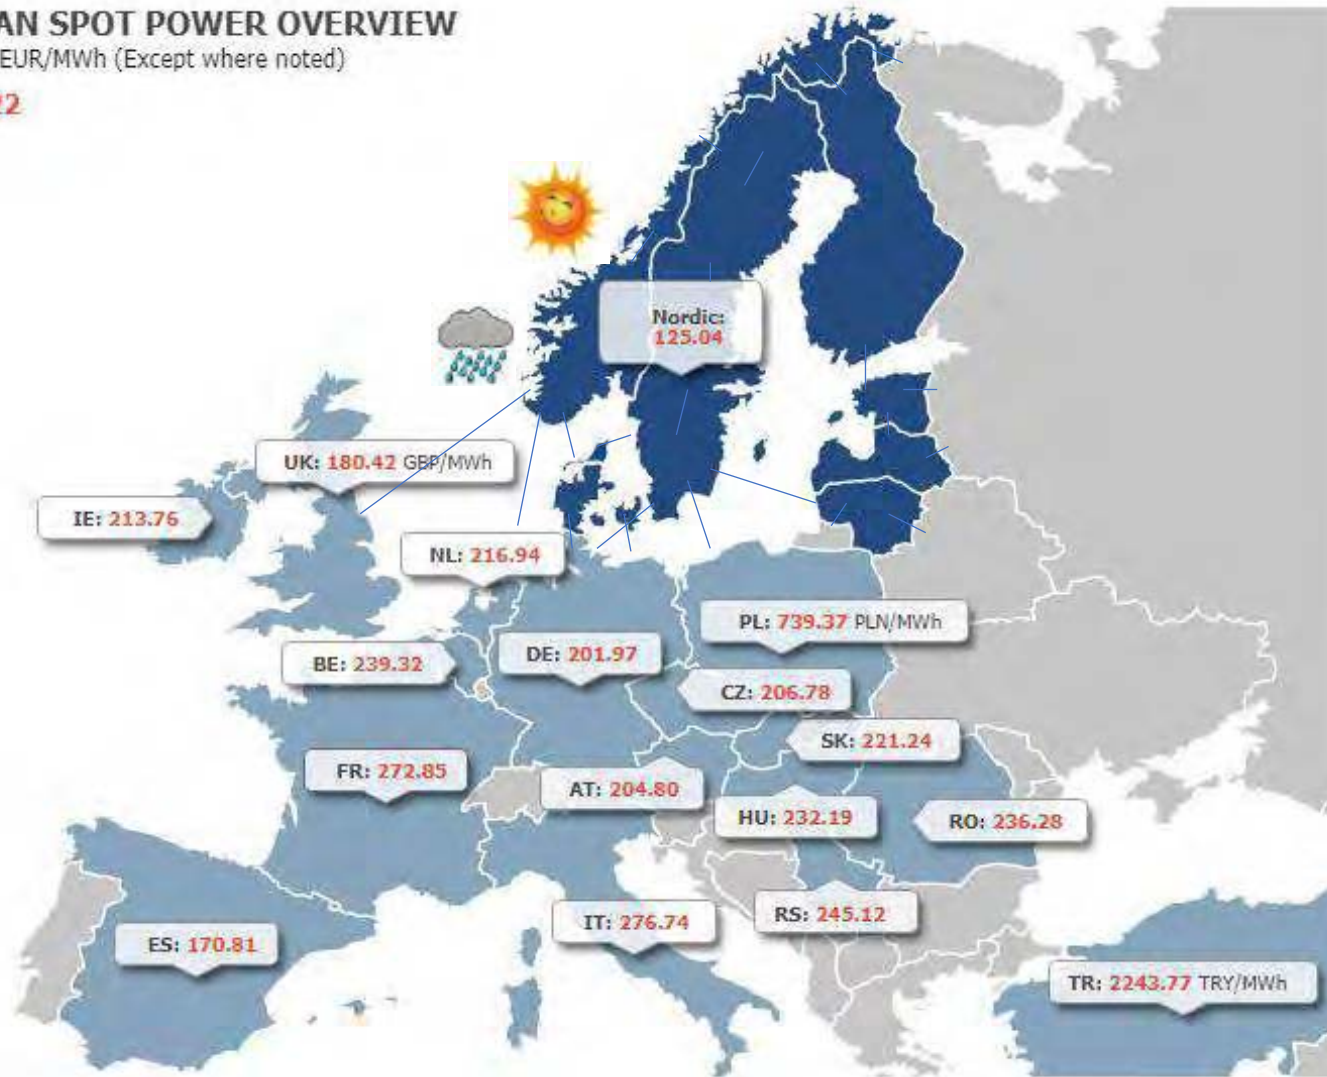 AN SPOT POWER OVERVIEW
EUR/MWh (Except where noted)
22
Nordic:
125.04
UK: 180.42 GBP/MWh
IE: 213.76
NL: 216.94
PL: 739.37 PLN/MWh
DE: 201.97
BE: 239.32
CZ: 206.78
SK: 221.24
FR: 272.85
AT: 204.80
HU: 232.19
RO: 236.28
RS: 245.12
IT: 276.74
ES: 170.81
TR: 2243.77 TRY/MWh